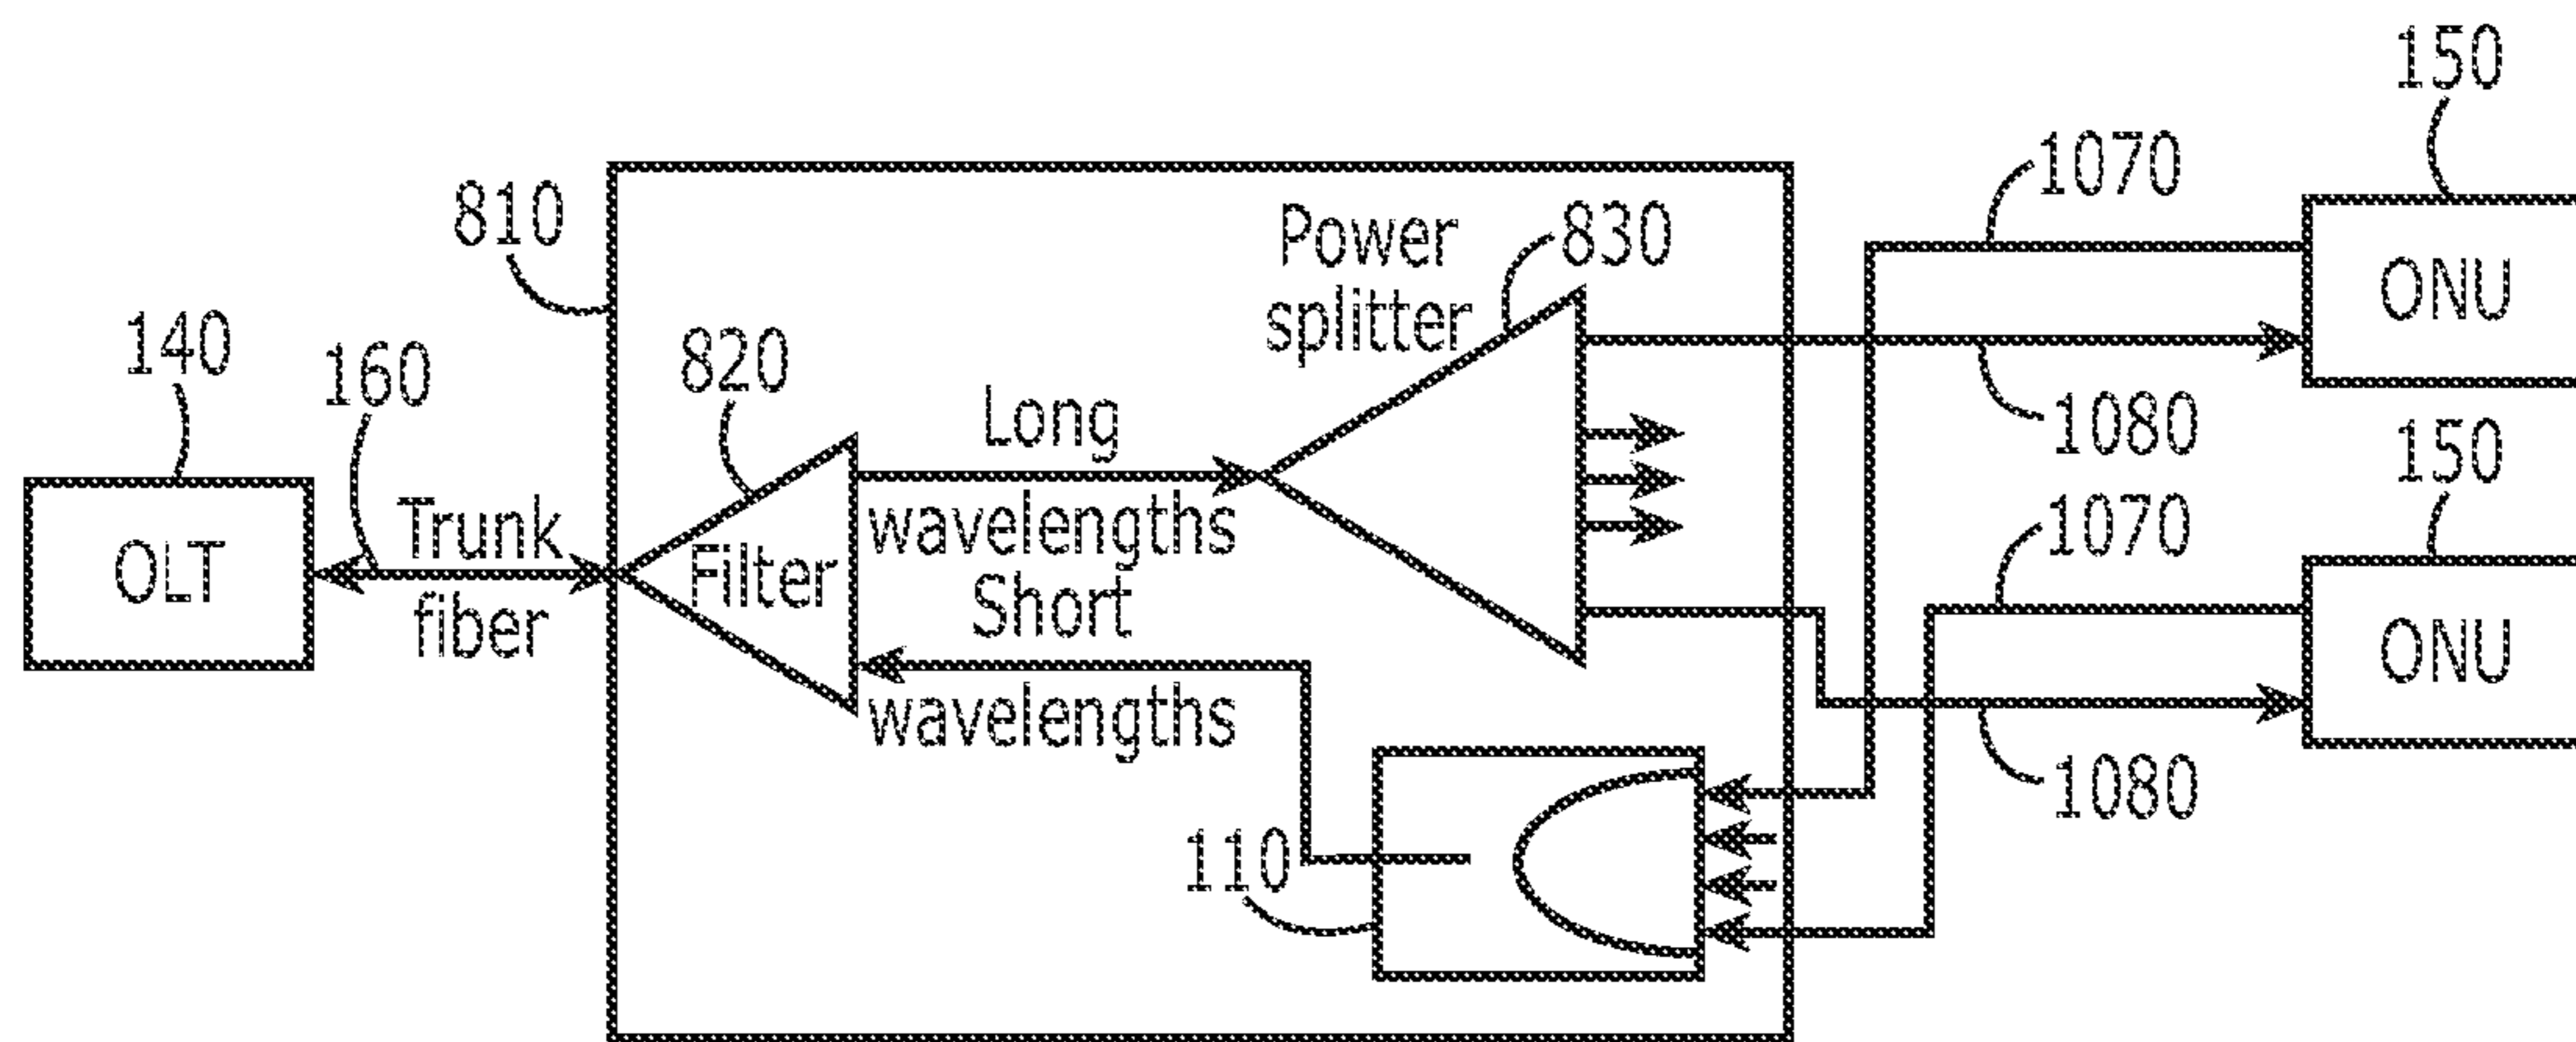 150
1070
810
Power
830
splitter
ONU
140
160
820
Long
1080
150
1070
Trunk
wavelengths
OLT
Filter
Short
fiber
ONU
wavelengths
1080
110